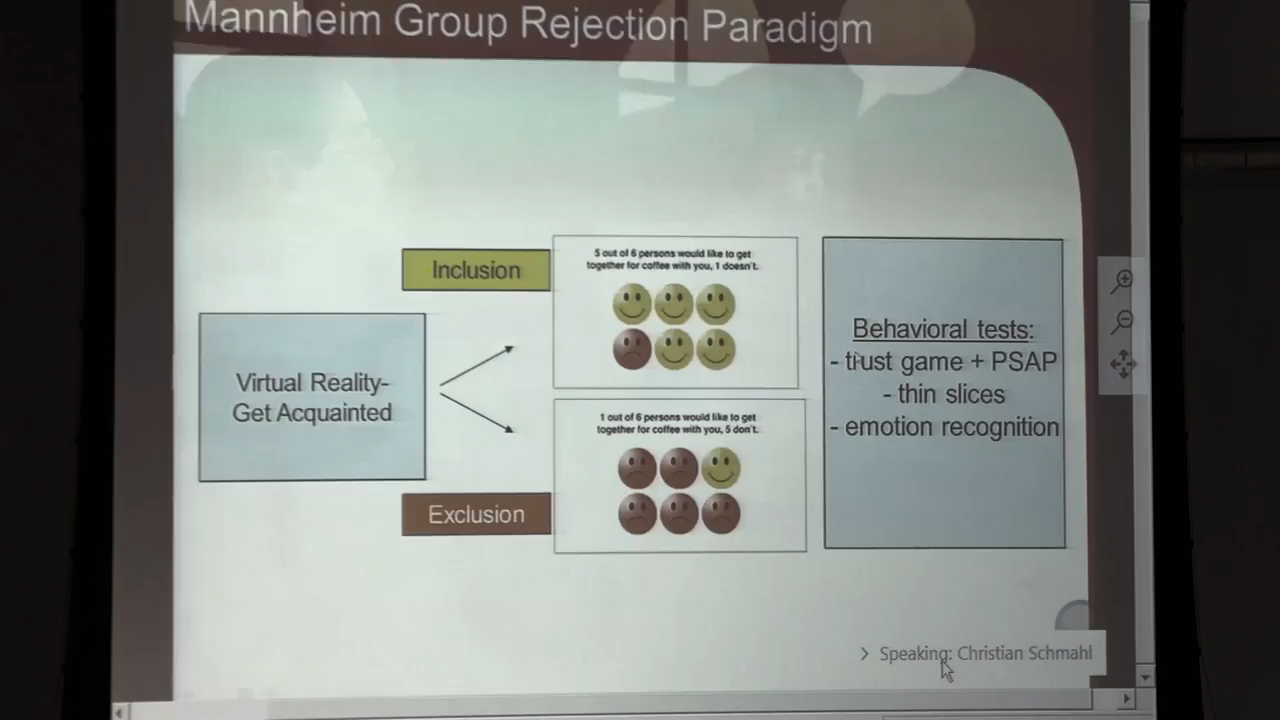 Mannheim Group Rejection Paradigm
Inclusion
5 out of 6 persons would like to get
together for coffee with you, 1 doesn't.
Virtual Reality-
Get Acquainted
1 out of 6 persons would like to get
together for coffee with you, 5 don't.
Exclusion
Behavioral tests:
- trust game + PSAP
- thin slices
- emotion recognition
Speaking: Christian Schmahl